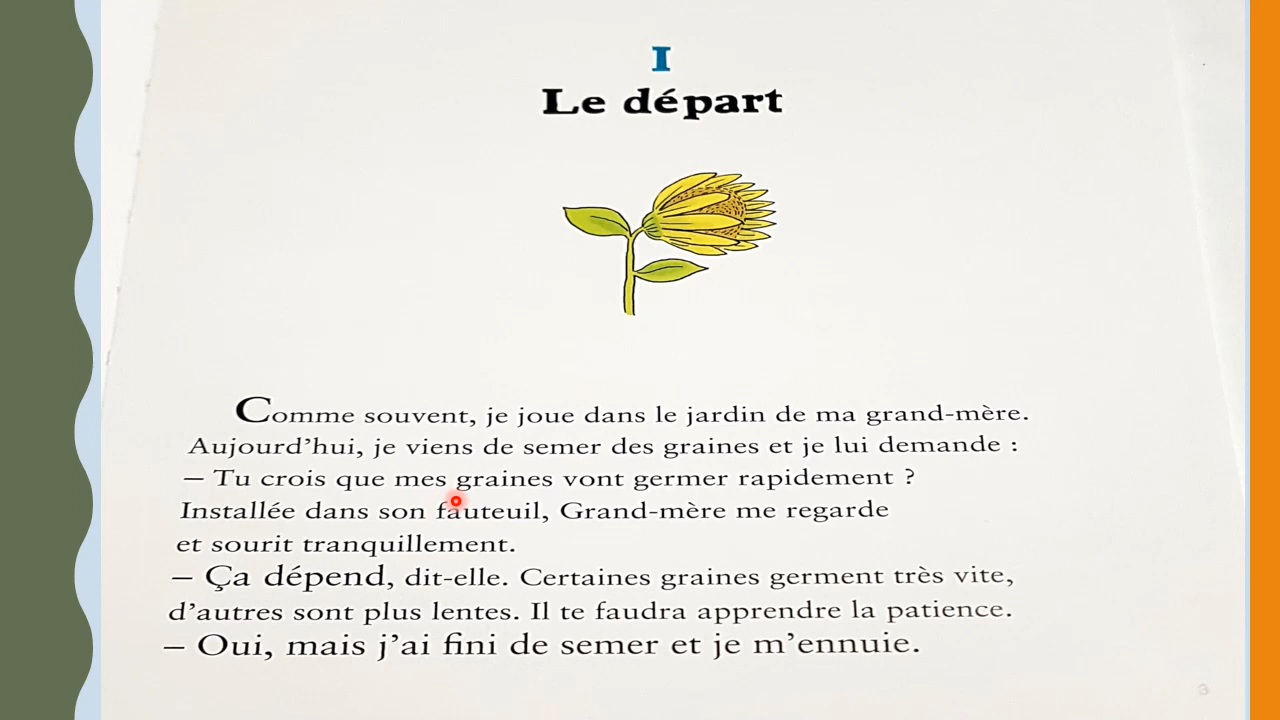 I
Le départ
Comme souvent, je joue dans le jardin de ma grand-mère.
Aujourd’hui, je viens de semer des graines et je lui demande :
– Tu crois que mes graines vont germer rapidement ?
Installée dans son fauteuil, Grand-mère me regarde
et sourit tranquillement.
– Ça dépend, dit-elle. Certaines graines germent très vite,
d’autres sont plus lentes. Il te faudra apprendre la patience.
– Oui, mais j’ai fini de semer et je m’ennuie.
3